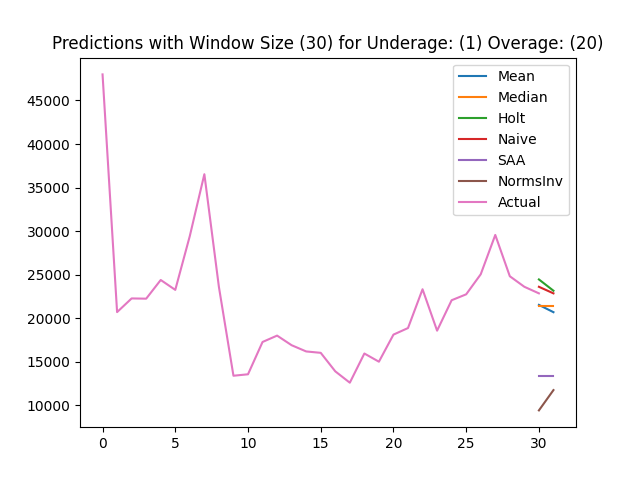 Predictions with Window Size (30) for Underage: (1) Overage: (20)
Mean
Median
Holt
Naive
SAA
NormsInv
Actual
45000
40000
35000
30000
25000
20000
15000
10000
0 5 10 15 20 25 30